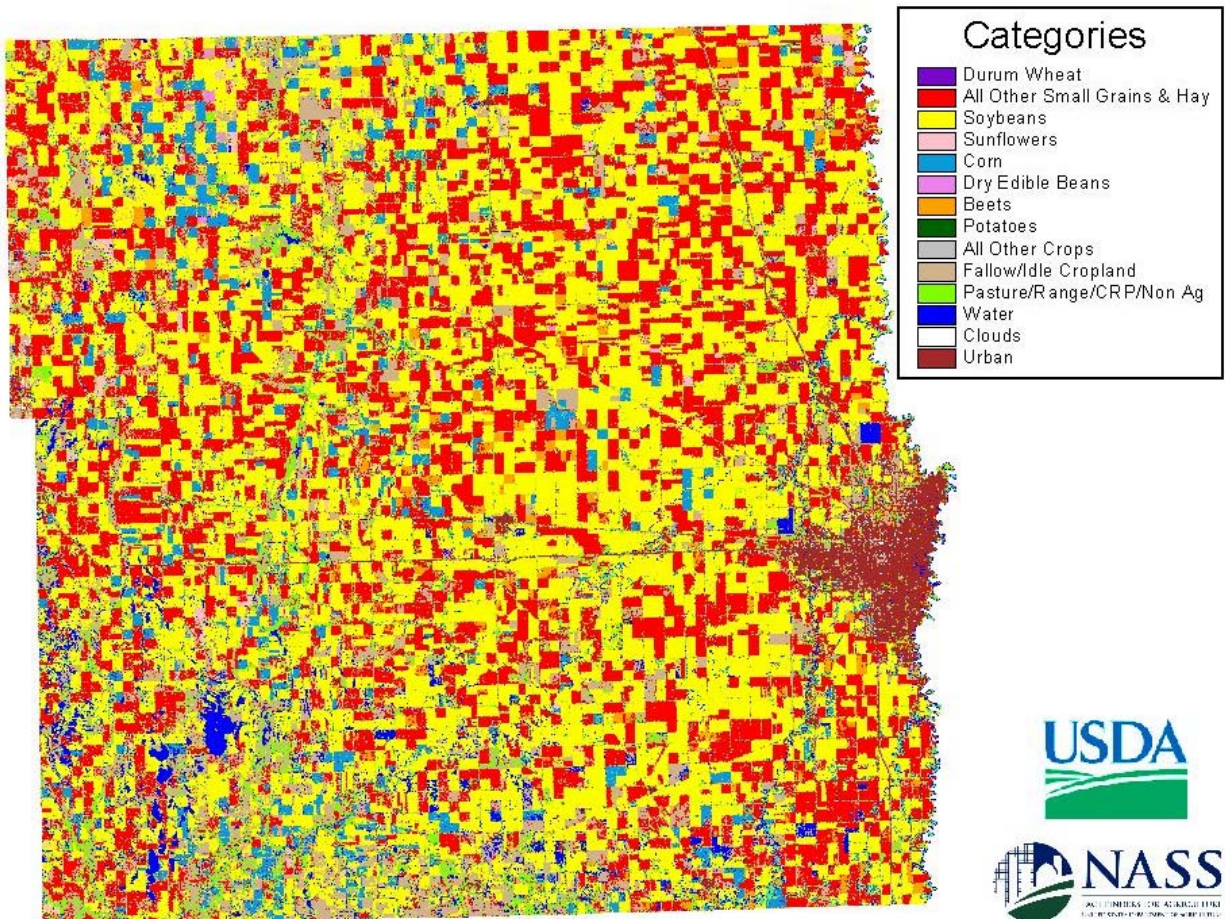 Categories
Durum Wheat
All Other Small Grains & Hay
Soybeans
Sunflowers
Corn
Dry Edible Beans
Beets
Potatoes
All Other Crops
Fallow/Idle Cropland
Pasture/Range/CRP/Non Ag
Water
Clouds
Urban
USDA
NASS